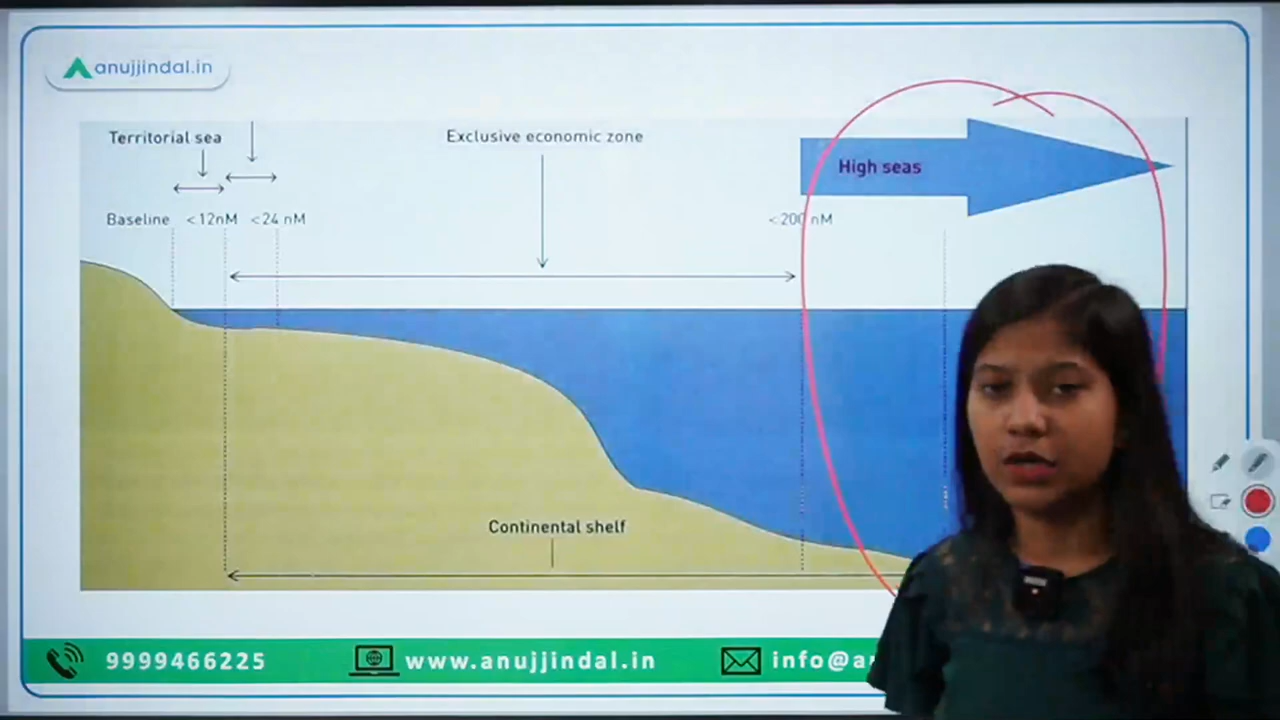 anujjindal.in
Territorial sea
Exclusive economic zone
High seas
Baseline <12nM <24 nM <200 nM
Continental shelf
9999466225 www.anujjindal.in info@a